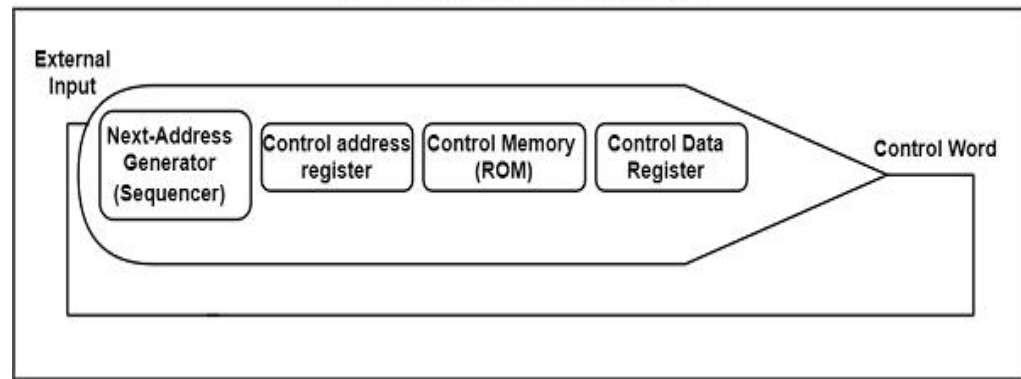 External
Input
Next-Address
Generator
(Sequencer)
Control address
register
Control Memory
(ROM)
Control Data
Register
Control Word